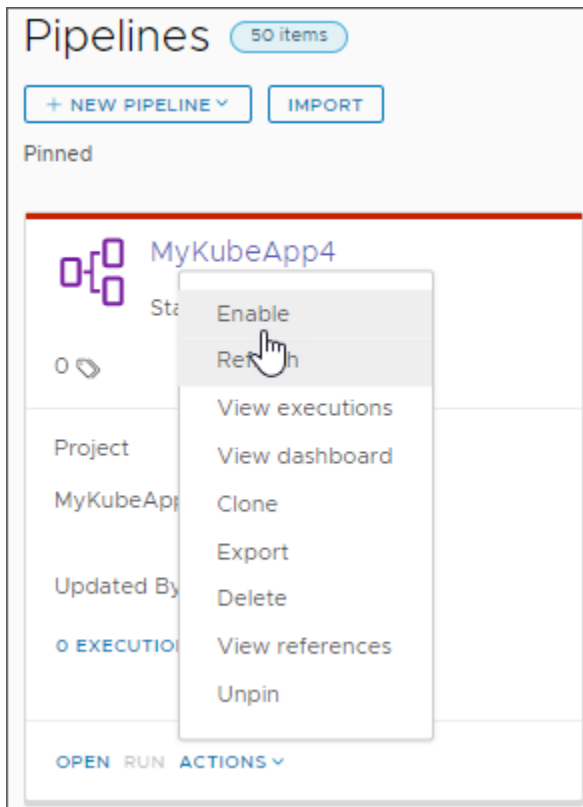 Pipelines 50 items
+ NEW PIPELINE IMPORT
Pinned
MyKubeApp4
Enable
0
View executions
Project
View dashboard
Clone
Export
Updated By
Delete
View references
Unpin
OPEN RUN ACTIONS